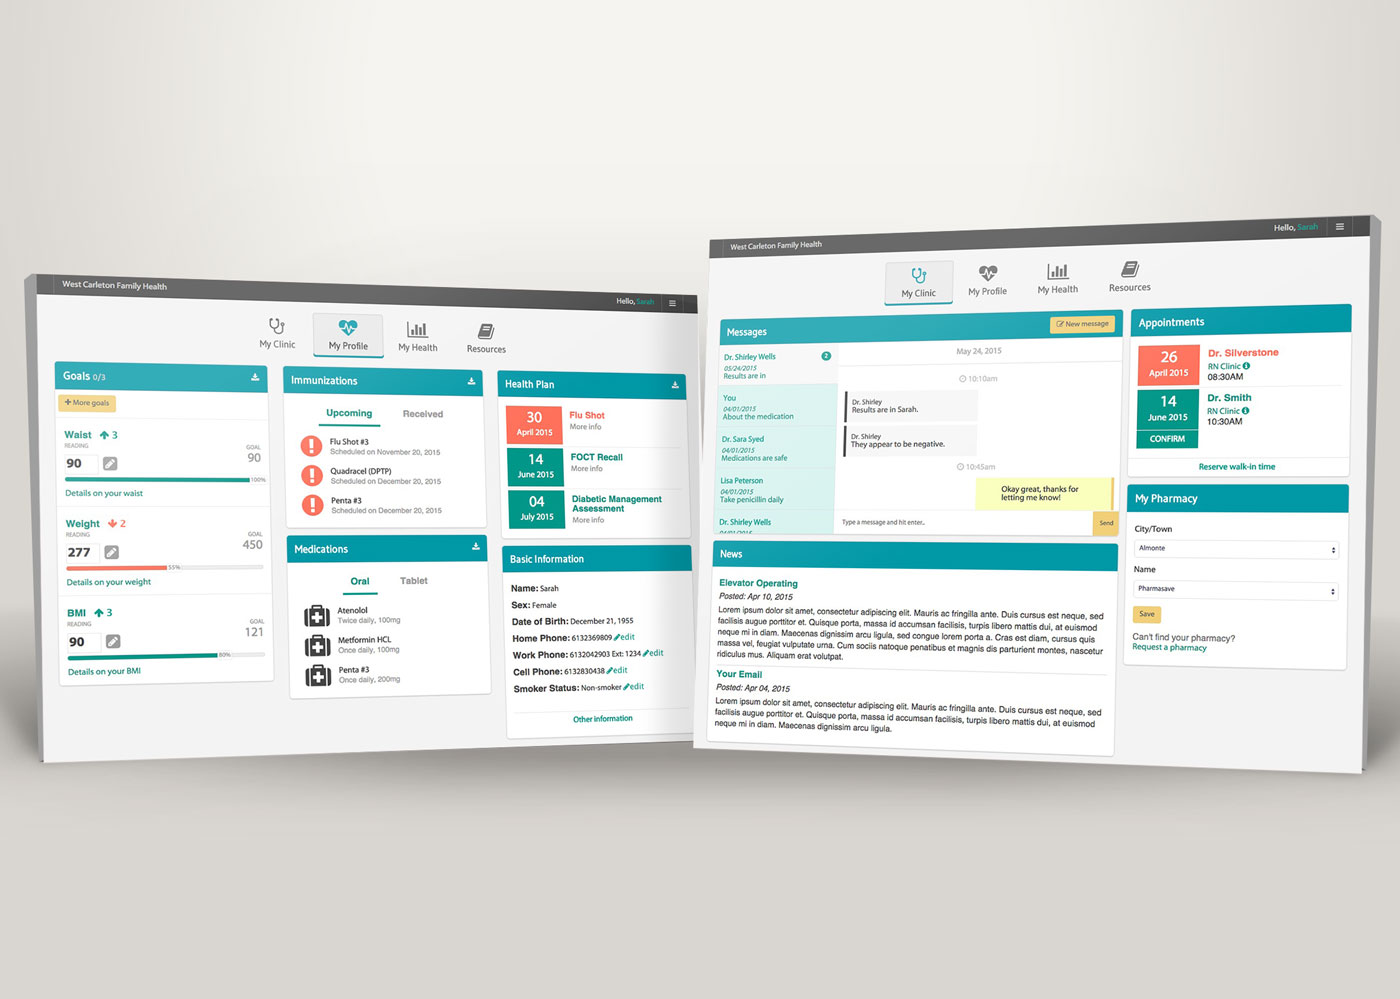 West Carleton Family Health
Hello, Sarah
My Clinic
My Profile
My Health
Resources
Goals 0/3
More goals
Waist 3
READING
90
GOAL
90
100%
Details on your waist
Weight 2
READING
277
GOAL
450
55%
Details on your weight
BMI 3
READING
90
GOAL
121
80%
Details on your BMI
Immunizations
Upcoming
Received
Flu Shot #3
Scheduled on November 20, 2015
Quadracel (DPTP)
Scheduled on December 20, 2015
Penta #3
Scheduled on December 20, 2015
Medications
Oral
Tablet
Atenolol
Twice daily, 100mg
Metformin HCL
Once daily, 100mg
Penta #3
Once daily, 200mg
Health Plan
30
April 2015
Flu Shot
More info
14
June 2015
FOCT Recall
More info
04
July 2015
Diabetic Management
Assessment
More info
Basic Information
Name: Sarah
Sex: Female
Date of Birth: December 21, 1955
Home Phone: 6132369809 edit
Work Phone: 6132042903 Ext: 1234 edit
Cell Phone: 6132830438 edit
Smoker Status: Non-smoker edit
Other information
West Carleton Family Health
Hello, Sarah
My Clinic
My Profile
My Health
Resources
Messages
New message
Dr. Shirley Wells
2
05/24/2015
Results are in
You
04/01/2015
About the medication
Dr. Sara Syed
04/01/2015
Medications are safe
Lisa Peterson
04/01/2015
Take penicillin daily
Dr. Shirley Wells
04/01/2015
May 24, 2015
10:10am
Dr. Shirley
Results are in Sarah.
Dr. Shirley
They appear to be negative.
10:45am
Okay great, thanks for
letting me know!
Type a message and hit enter..
Send
News
Elevator Operating
Posted: Apr 10, 2015
Lorem ipsum dolor sit amet, consectetur adipiscing elit. Mauris ac fringilla ante. Duis cursus est neque, sed
facilisis augue porttitor et. Quisque porta, massa id accumsan facilisis, turpis libero mattis dui, at euismod
neque mi in diam. Maecenas dignissim arcu ligula, sed congue lorem porta a. Cras est diam, cursus quis
massa vel, feugiat vulputate urna. Cum sociis natoque penatibus et magnis dis parturient montes, nascetur
ridiculus mus. Aliquam erat volutpat.
Your Email
Posted: Apr 04, 2015
Lorem ipsum dolor sit amet, consectetur adipiscing elit. Mauris ac fringilla ante. Duis cursus est neque, sed
facilisis augue porttitor et. Quisque porta, massa id accumsan facilisis, turpis libero mattis dui, at euismod
neque mi in diam. Maecenas dignissim arcu ligula.
Appointments
26
April 2015
Dr. Silverstone
RN Clinic
08:30AM
14
June 2015
CONFIRM
Dr. Smith
RN Clinic
10:30AM
Reserve walk-in time
My Pharmacy
City/Town
Almonte
Name
Pharmasave
Save
Can't find your pharmacy?
Request a pharmacy